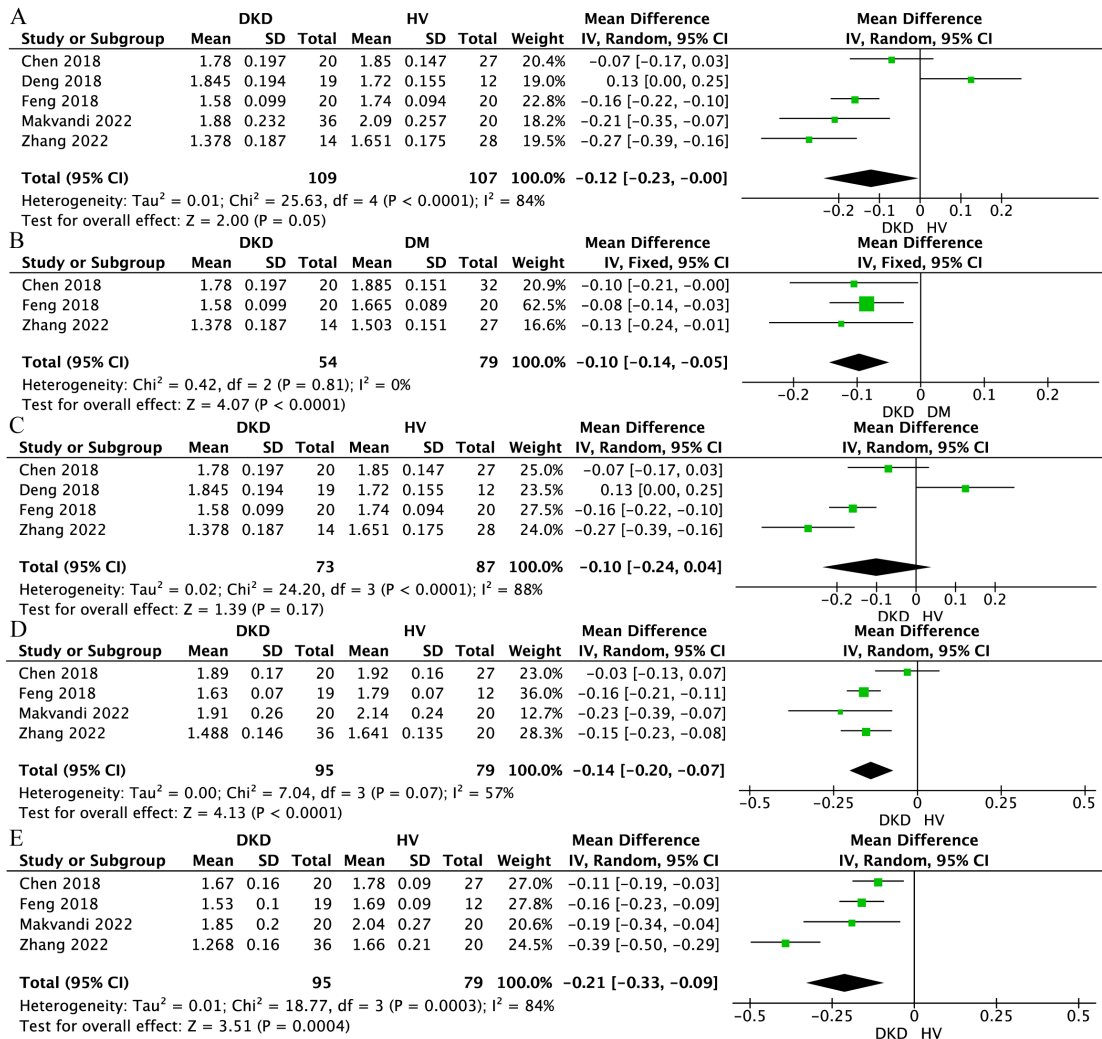 A DKD HV Mean Difference Mean Difference
Study or Subgroup Mean SD Total Mean SD Total Weight IV, Random, 95% CI IV, Random, 95% CI
Chen 2018 1.78 0.197 20 1.85 0.147 27 20.4% -0.07 [-0.17, 0.03]
Deng 2018 1.845 0.194 19 1.72 0.155 12 19.0% 0.13 [0.00, 0.25]
Feng 2018 1.58 0.099 20 1.74 0.094 20 22.8% -0.16 [-0.22, -0.10]
Makvandi 2022 1.88 0.232 36 2.09 0.257 20 18.2% -0.21 [-0.35, -0.07]
Zhang 2022 1.378 0.187 14 1.651 0.175 28 19.5% -0.27 [-0.39, -0.16]
Total (95% CI) 109 107 100.0% -0.12 [-0.23, -0.00]
Heterogeneity: Tau² = 0.01; Chi² = 25.63, df = 4 (P < 0.0001); I² = 84%
Test for overall effect: Z = 2.00 (P = 0.05)
-0.2 -0.1 0 0.1 0.2
DKD HV
B DKD DM Mean Difference Mean Difference
Study or Subgroup Mean SD Total Mean SD Total Weight IV, Fixed, 95% CI IV, Fixed, 95% CI
Chen 2018 1.78 0.197 20 1.885 0.151 32 20.9% -0.10 [-0.21, -0.00]
Feng 2018 1.58 0.099 20 1.665 0.089 20 62.5% -0.08 [-0.14, -0.03]
Zhang 2022 1.378 0.187 14 1.503 0.151 27 16.6% -0.13 [-0.24, -0.01]
Total (95% CI) 54 79 100.0% -0.10 [-0.14, -0.05]
Heterogeneity: Chi² = 0.42, df = 2 (P = 0.81); I² = 0%
Test for overall effect: Z = 4.07 (P < 0.0001)
-0.2 -0.1 0 0.1 0.2
DKD DM
C DKD HV Mean Difference Mean Difference
Study or Subgroup Mean SD Total Mean SD Total Weight IV, Random, 95% CI IV, Random, 95% CI
Chen 2018 1.78 0.197 20 1.85 0.147 27 25.0% -0.07 [-0.17, 0.03]
Deng 2018 1.845 0.194 19 1.72 0.155 12 23.5% 0.13 [0.00, 0.25]
Feng 2018 1.58 0.099 20 1.74 0.094 20 27.5% -0.16 [-0.22, -0.10]
Zhang 2022 1.378 0.187 14 1.651 0.175 28 24.0% -0.27 [-0.39, -0.16]
Total (95% CI) 73 87 100.0% -0.10 [-0.24, 0.04]
Heterogeneity: Tau² = 0.02; Chi² = 24.20, df = 3 (P < 0.0001); I² = 88%
Test for overall effect: Z = 1.39 (P = 0.17)
-0.2 -0.1 0 0.1 0.2
DKD HV
D DKD HV Mean Difference Mean Difference
Study or Subgroup Mean SD Total Mean SD Total Weight IV, Random, 95% CI IV, Random, 95% CI
Chen 2018 1.89 0.17 20 1.92 0.16 27 23.0% -0.03 [-0.13, 0.07]
Feng 2018 1.63 0.07 19 1.79 0.07 12 36.0% -0.16 [-0.21, -0.11]
Makvandi 2022 1.91 0.26 20 2.14 0.24 20 12.7% -0.23 [-0.39, -0.07]
Zhang 2022 1.488 0.146 36 1.641 0.135 20 28.3% -0.15 [-0.23, -0.08]
Total (95% CI) 95 79 100.0% -0.14 [-0.20, -0.07]
Heterogeneity: Tau² = 0.00; Chi² = 7.04, df = 3 (P = 0.07); I² = 57%
Test for overall effect: Z = 4.13 (P < 0.0001)
-0.5 -0.25 0 0.25 0.5
DKD HV
E DKD HV Mean Difference Mean Difference
Study or Subgroup Mean SD Total Mean SD Total Weight IV, Random, 95% CI IV, Random, 95% CI
Chen 2018 1.67 0.16 20 1.78 0.09 27 27.0% -0.11 [-0.19, -0.03]
Feng 2018 1.53 0.1 19 1.69 0.09 12 27.8% -0.16 [-0.23, -0.09]
Makvandi 2022 1.85 0.2 20 2.04 0.27 20 20.6% -0.19 [-0.34, -0.04]
Zhang 2022 1.268 0.16 36 1.66 0.21 20 24.5% -0.39 [-0.50, -0.29]
Total (95% CI) 95 79 100.0% -0.21 [-0.33, -0.09]
Heterogeneity: Tau² = 0.01; Chi² = 18.77, df = 3 (P = 0.0003); I² = 84%
Test for overall effect: Z = 3.51 (P = 0.0004)
-0.5 -0.25 0 0.25 0.5
DKD HV